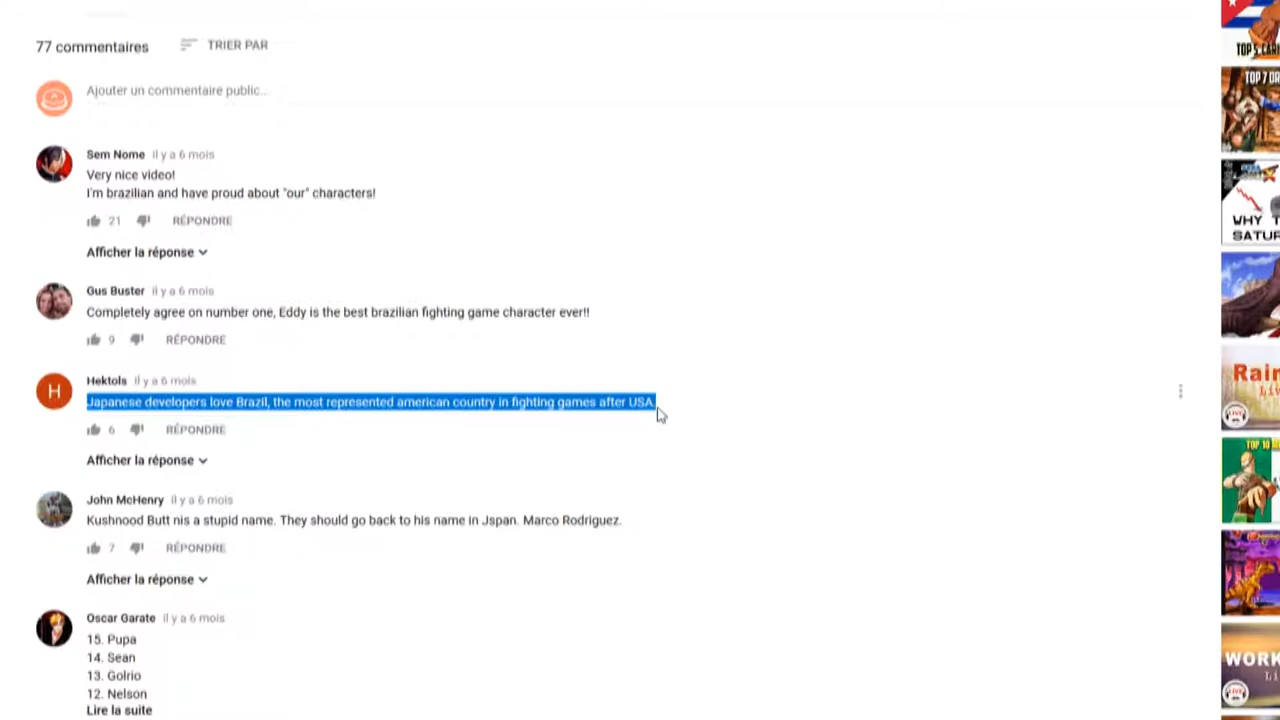 77 commentaires
TRIER PAR
Ajouter un commentaire public...
Sem Nome il y a 6 mois
Very nice video!
I'm brazilian and have proud about "our" characters!
21 RÉPONDRE
Afficher la réponse
Gus Buster il y a 6 mois
Completely agree on number one, Eddy is the best brazilian fighting game character ever!!
9 RÉPONDRE
H
Hektols il y a 6 mois
Japanese developers love Brazil, the most represented american country in fighting games after USA.
6 RÉPONDRE
Afficher la réponse
John McHenry il y a 6 mois
Kushnood Butt nis a stupid name. They should go back to his name in Jspan. Marco Rodriguez.
7 RÉPONDRE
Afficher la réponse
Oscar Garate il y a 6 mois
15. Pupa
14. Sean
13. Golrio
12. Nelson
Lire la suite
TOP 5
TOP 7
WHY
LIVE
TOP 10
WORK
LIVE